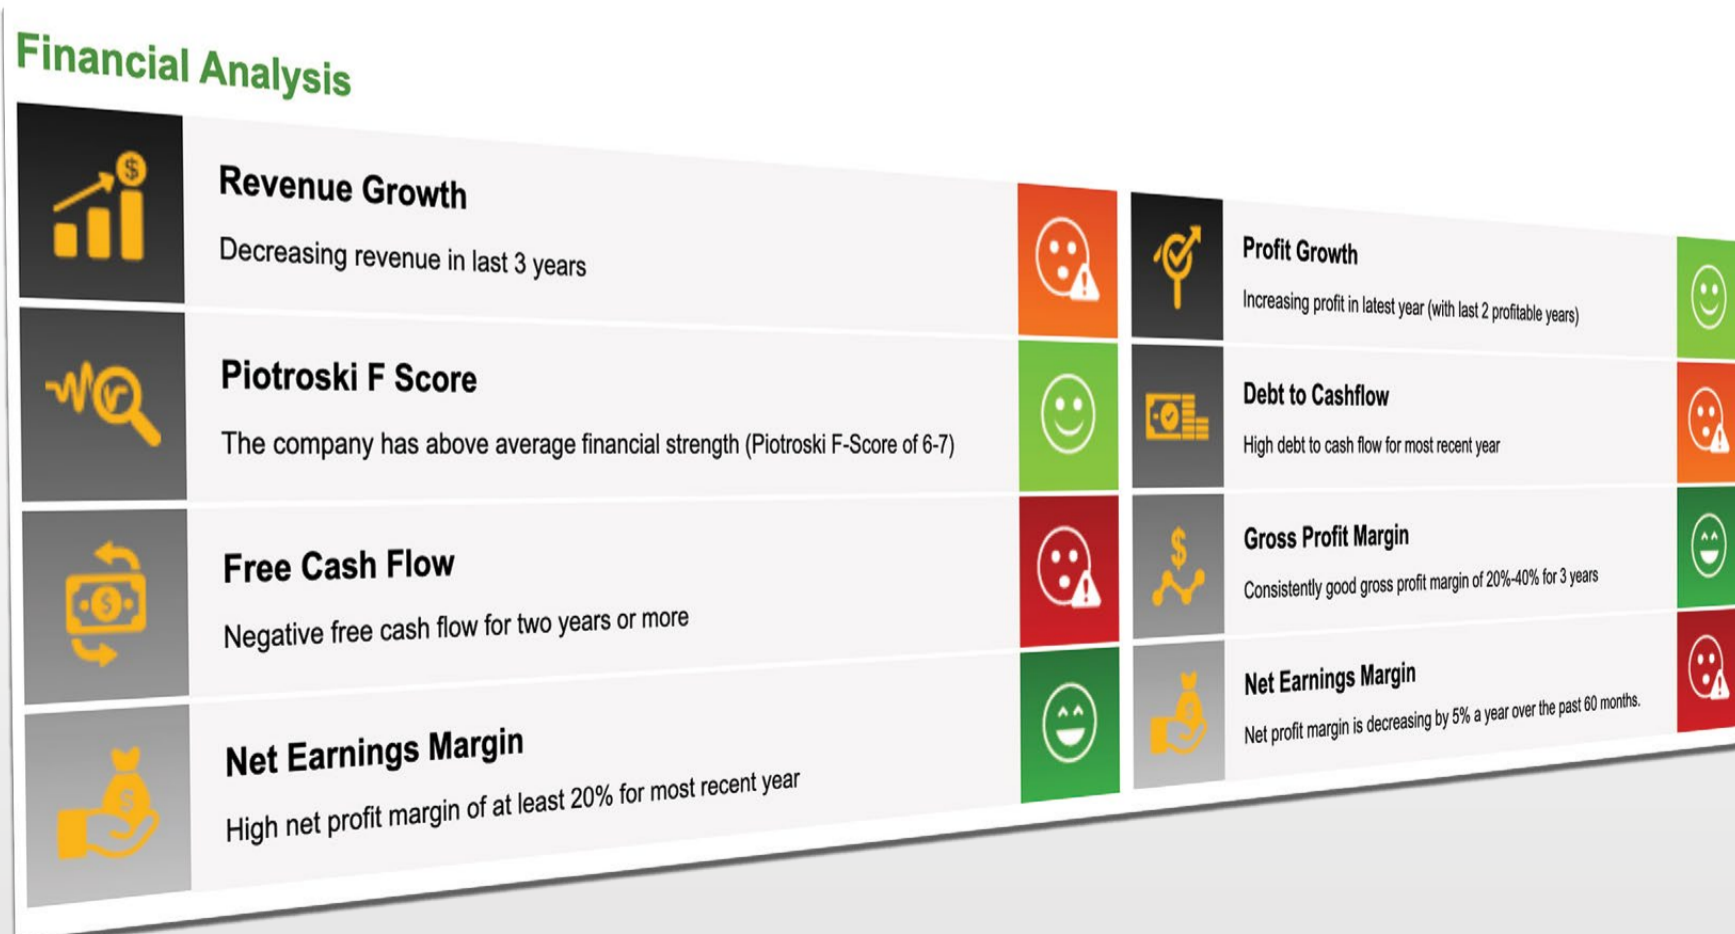 Financial Analysis
Revenue Growth
Decreasing revenue in last 3 years
Piotroski F Score
The company has above average financial strength (Piotroski F-Score of 6-7)
Free Cash Flow
Negative free cash flow for two years or more
Net Earnings Margin
High net profit margin of at least 20% for most recent year
Profit Growth
Increasing profit in latest year (with last 2 profitable years)
Debt to Cashflow
High debt to cash flow for most recent year
Gross Profit Margin
Consistently good gross profit margin of 20%-40% for 3 years
Net Earnings Margin
Net profit margin is decreasing by 5% a year over the past 60 months.